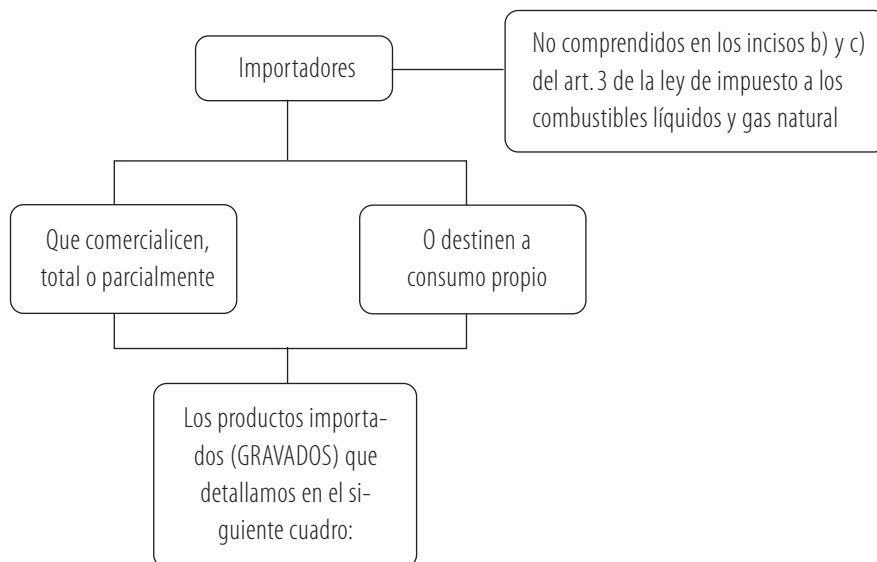 Importadores
No comprendidos en los incisos b) y c)
del art. 3 de la ley de impuesto a los
combustibles líquidos y gas natural
Que comercialicen,
total o parcialmente
O destinen a
consumo propio
Los productos importa-
dos (GRAVADOS) que
detallamos en el si-
guiente cuadro: